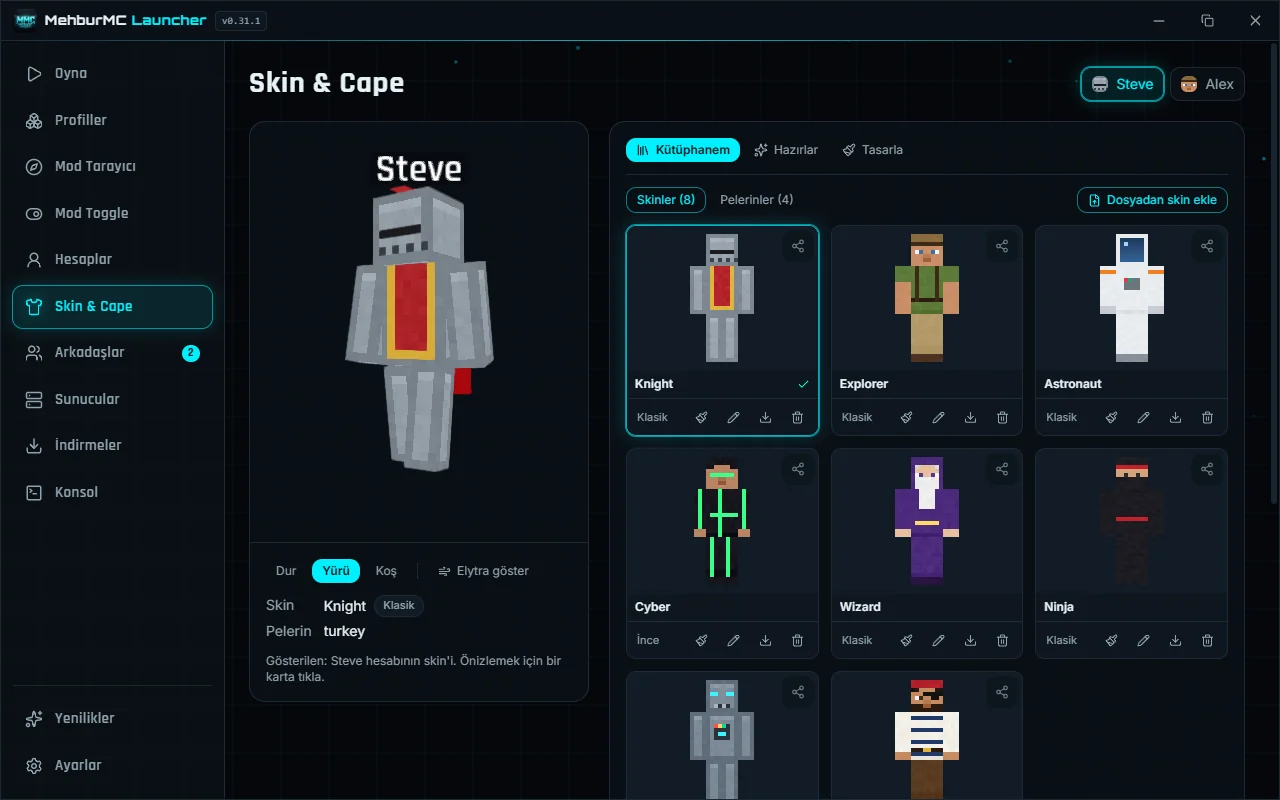 MMC MehburMC Launcher v0.31.1
Oyna
Profiller
Mod Tarayıcı
Mod Toggle
Hesaplar
Skin & Cape
Arkadaşlar 2
Sunucular
İndirmeler
Konsol
Yenilikler
Ayarlar
Skin & Cape
Steve Alex
Steve
Dur Yürü Koş Elytra göster
Skin Knight Klasik
Pelerin turkey
Gösterilen: Steve hesabının skin'i. Önizlemek için bir
karta tıkla.
Kütüphanem Hazırlar Tasarla
Skinler (8) Pelerinler (4) Dosyadan skin ekle
Knight Explorer Astronaut
Klasik Klasik Klasik
Cyber Wizard Ninja
İnce Klasik Klasik